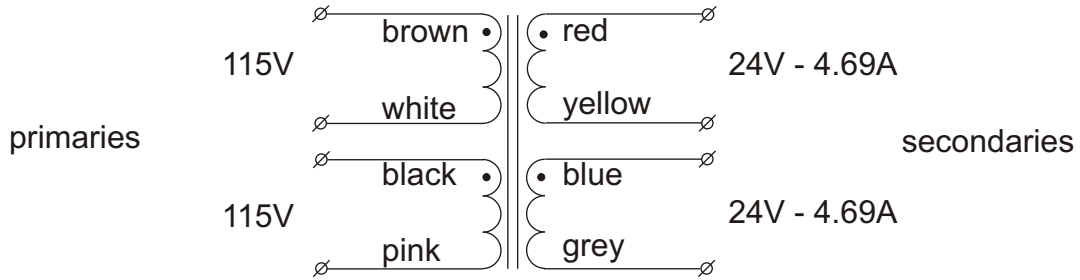 brown
red
115V
24V - 4.69A
white
yellow
primaries
secondaries
black
blue
115V
24V - 4.69A
pink
grey